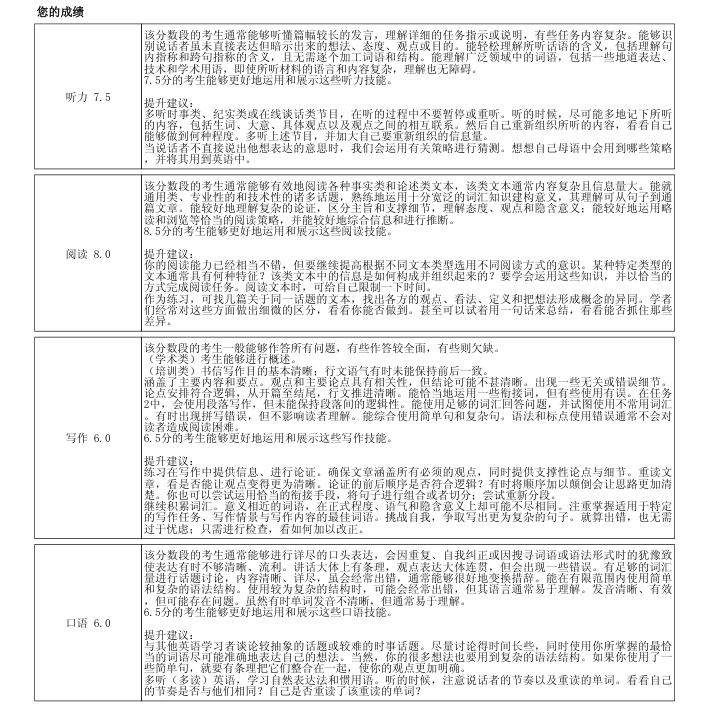 您的成绩
该分数段的考生通常能够听懂篇幅较长的发言，理解详细的任务指示或说明，有些任务内容复杂。能够识
别说话者虽未直接表达但暗示出来的想法、态度、观点或目的。能轻松理解所听话语的含义，包括理解句
内指称和跨句指称的含义，且无需逐个加工词语和结构。能理解广泛领域中的词语，包括一些地道表达、
技术和学术用语，即使所听材料的语言和内容复杂，理解也无障碍。
7.5分的考生能够更好地运用和展示这些听力技能。
听力 7.5
提升建议：
多听时事类、纪实类或在线谈话类节目，在听的过程中不要暂停或重听。听的时候，尽可能多地记下所听
的内容，包括生词、大意、具体观点以及观点之间的相互联系。然后自己重新组织所听的内容，看看自己
能够做到何种程度。多听上述节目，并加大自己要重新组织的信息量。
当说话者不直接说出他想表达的意思时，我们会运用有关策略进行猜测。想想自己母语中会用到哪些策略
，并将其用到英语中。
该分数段的考生通常能够有效地阅读各种事实类和论述类文本，该类文本通常内容复杂且信息量大。能就
通用类、专业性的和技术性的诸多话题，熟练地运用十分宽泛的词汇知识建构意义，其理解可从句子到通
篇文章。能较好地理解复杂的论证，区分主旨和支撑细节，理解态度、观点和隐含意义；能较好地运用略
读和浏览等恰当的阅读策略，并能较好地综合信息和进行推断。
8.5分的考生能够更好地运用和展示这些阅读技能。
阅读 8.0
提升建议：
你的阅读能力已经相当不错，但要继续提高根据不同文本类型选用不同阅读方式的意识。某种特定类型的
文本通常具有何种特征？该类文本中的信息是如何构成并组织起来的？要学会运用这些知识，并以恰当的
方式完成阅读任务。阅读文本时，可给自己限制一下时间。
作为练习，可找几篇关于同一话题的文本，找出各方的观点、看法、定义和把想法形成概念的异同。学者
们经常对这些方面做出细微的区分，看看你能否做到。甚至可以试着用一句话来总结，看看能否抓住那些
差异。
该分数段的考生一般能够作答所有问题，有些作答较全面，有些则欠缺。
（学术类）考生能够进行概述。
（培训类）书信写作目的基本清晰；行文语气有时未能保持前后一致。
涵盖了主要内容和要点。观点和主要论点具有相关性，但结论可能不甚清晰。出现一些无关或错误细节。
论点安排符合逻辑，从开篇至结尾，行文推进清晰。能恰当地运用一些衔接词，但有些使用有误。在任务
2中，会使用段落写作，但未能保持段落间的逻辑性。能使用足够的词汇回答问题，并试图使用不常用词汇
。有时出现拼写错误，但不影响读者理解。能综合使用简单句和复杂句。语法和标点使用错误通常不会对
读者造成阅读困难。
6.5分的考生能够更好地运用和展示这些写作技能。
写作 6.0
提升建议：
练习在写作中提供信息、进行论证。确保文章涵盖所有必须的观点，同时提供支撑性论点与细节。重读文
章，看是否能让观点变得更为清晰。论证的前后顺序是否符合逻辑？有时将顺序加以颠倒会让思路更加清
楚。你也可以尝试运用恰当的衔接手段，将句子进行组合或者切分；尝试重新分段。
继续积累词汇。意义相近的词语，在正式程度、语气和隐含意义上却可能不尽相同。注重掌握适用于特定
的写作任务、写作情景与写作内容的最佳词语。挑战自我，争取写出更为复杂的句子。就算出错，也无需
过于忧虑；只需进行检查，看如何加以改正。
该分数段的考生通常能够进行详尽的口头表达，会因重复、自我纠正或因搜寻词语或语法形式时的犹豫致
使表达有时不够清晰、流利。讲话大体上有条理，观点表达大体连贯，但会出现一些错误。有足够的词汇
量进行话题讨论，内容清晰、详尽，虽会经常出错，通常能够很好地变换措辞。能在有限范围内使用简单
和复杂的语法结构。使用较为复杂的结构时，可能会经常出错，但其语言通常易于理解。发音清晰、有效
，但可能存在问题。虽然有时单词发音不清晰，但通常易于理解。
6.5分的考生能够更好地运用和展示这些口语技能。
口语 6.0
提升建议：
与其他英语学习者谈论较抽象的话题或较难的时事话题。尽量讨论得时间长些，同时使用你所掌握的最恰
当的词语尽可能准确地表达自己的想法。当然，你的很多想法也要用到复杂的语法结构。如果你使用了一
些简单句，就要有条理把它们整合在一起，使你的观点更加明确。
多听（多读）英语，学习自然表达法和惯用语。听的时候，注意说话者的节奏以及重读的单词。看看自己
的节奏是否与他们相同？自己是否重读了该重读的单词？